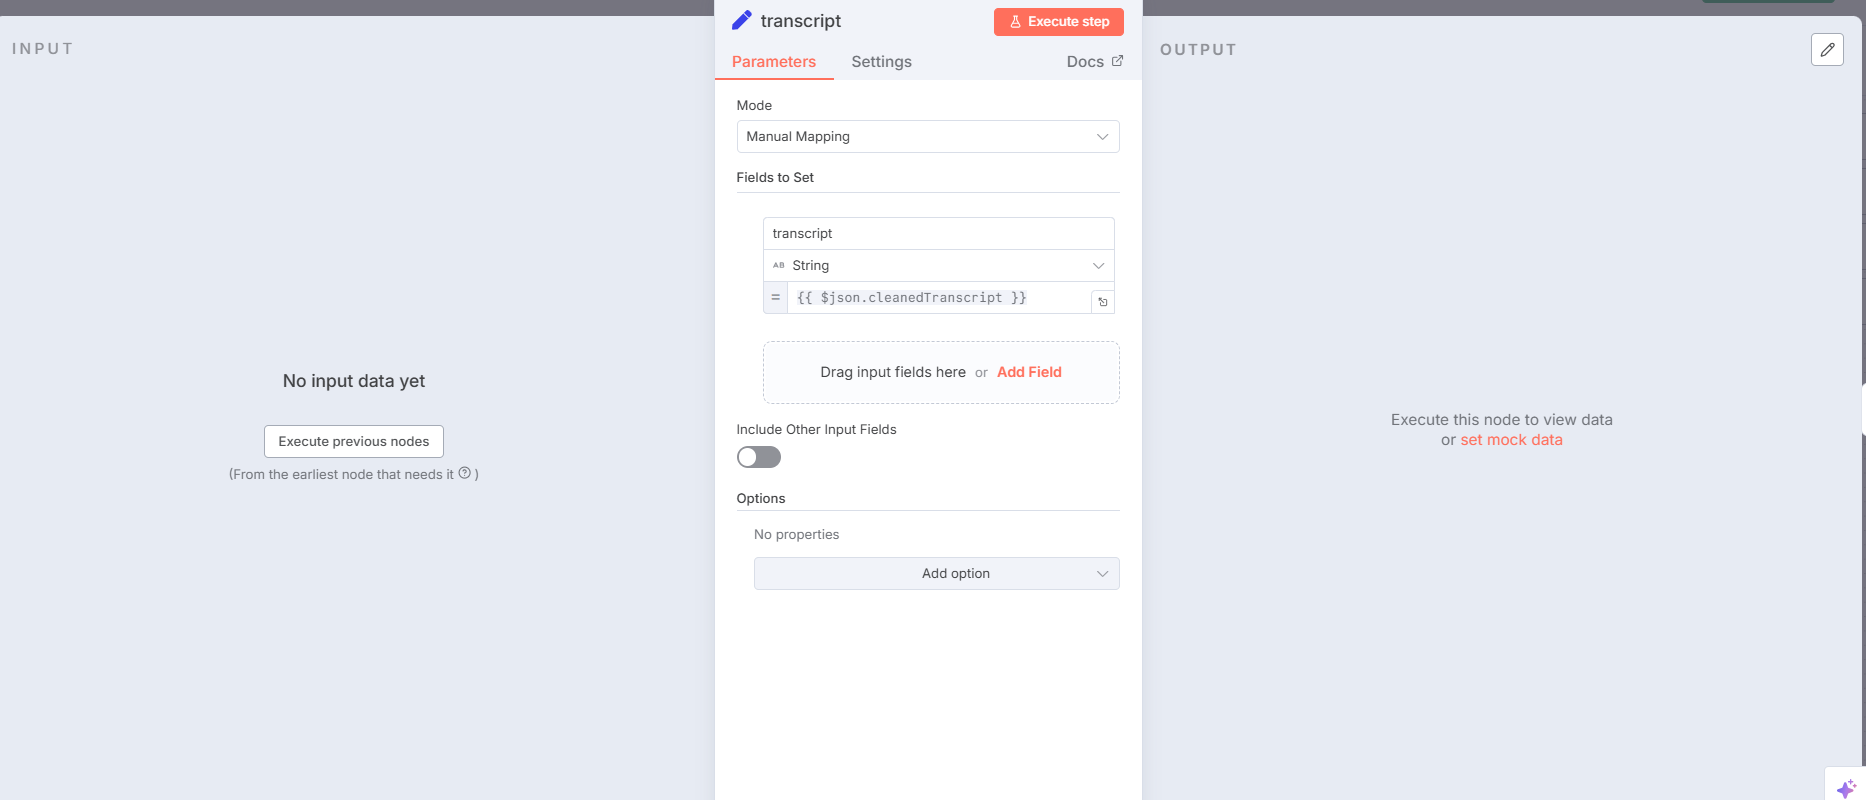 INPUT
No input data yet
Execute previous nodes
(From the earliest node that needs it ? )
transcript
Execute step
Parameters
Settings
Docs
Mode
Manual Mapping
Fields to Set
transcript
AB String
= {{ $json.cleanedTranscript }}
Drag input fields here or Add Field
Include Other Input Fields
Options
No properties
Add option
OUTPUT
Execute this node to view data
or set mock data